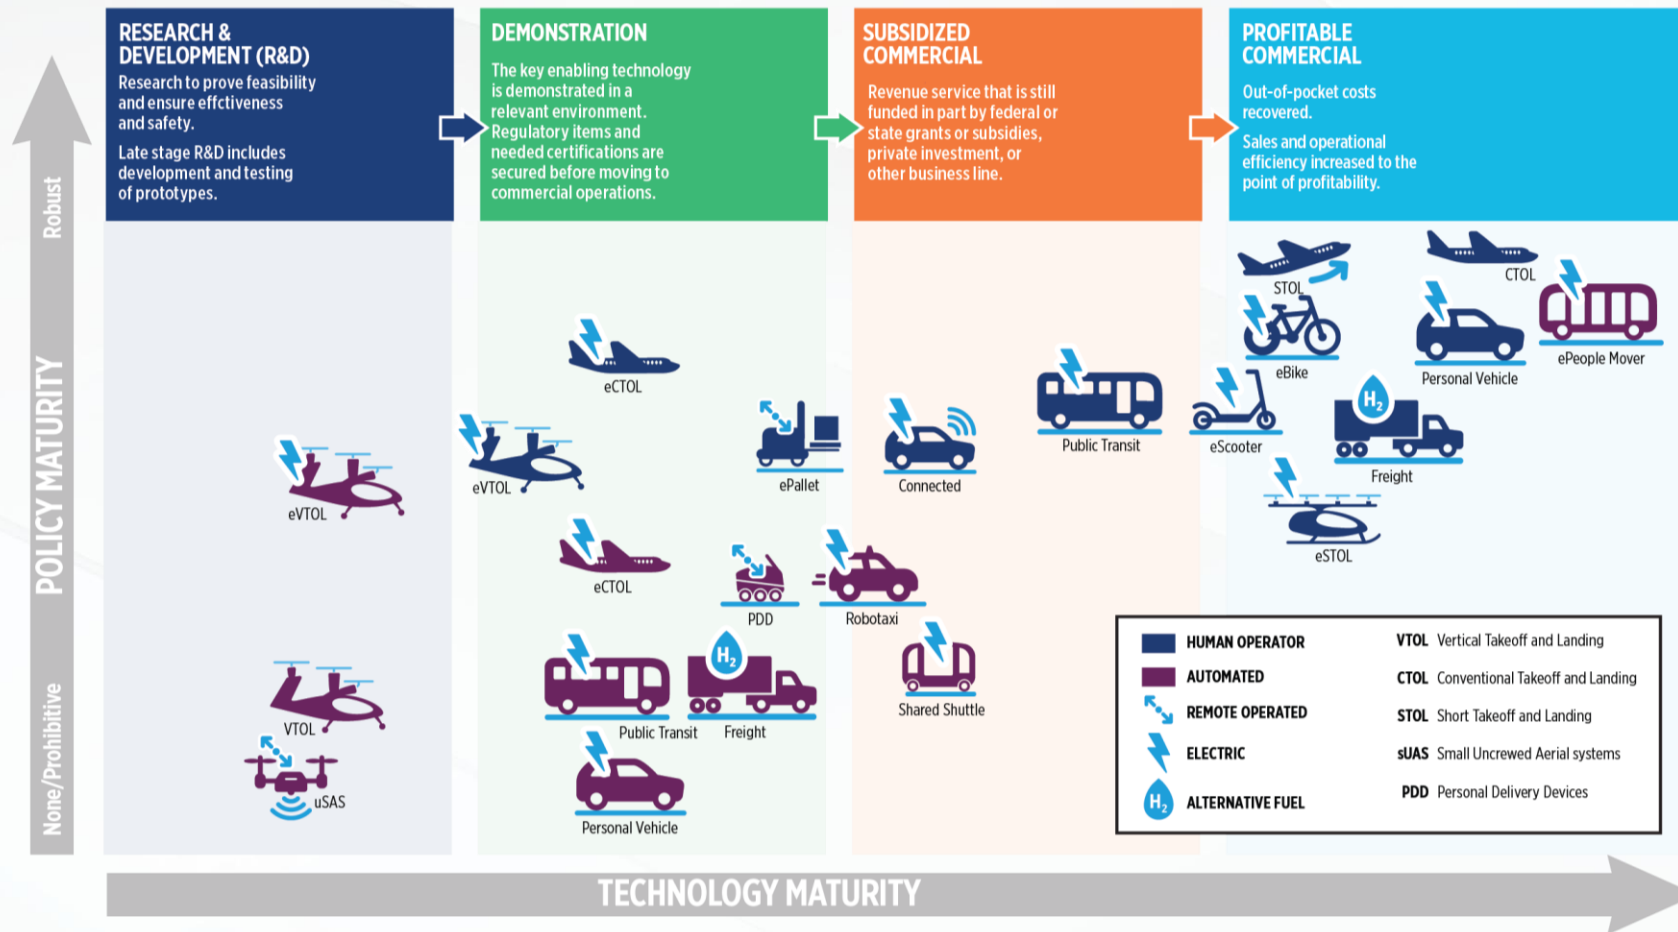 RESEARCH &
DEVELOPMENT (R&D)
Research to prove feasibility
and ensure effctiveness
and safety.
Late stage R&D includes
development and testing
of prototypes.
DEMONSTRATION
The key enabling technology
is demonstrated in a
relevant environment.
Regulatory items and
needed certifications are
secured before moving to
commercial operations.
SUBSIDIZED
COMMERCIAL
Revenue service that is still
funded in part by federal or
state grants or subsidies,
private investment, or
other business line.
PROFITABLE
COMMERCIAL
Out-of-pocket costs
recovered.
Sales and operational
efficiency increased to the
point of profitability.
Robust
POLICY MATURITY
None/Prohibitive
eVTOL
VTOL
uSAS
eCTOL
eVTOL
ePallet
eCTOL
PDD
Robotaxi
H2
Public Transit
Freight
Personal Vehicle
Connected
Public Transit
Shared Shuttle
STOL
CTOL
eBike
Personal Vehicle
ePeople Mover
eScooter
H2
Freight
eSTOL
HUMAN OPERATOR
AUTOMATED
REMOTE OPERATED
ELECTRIC
H2 ALTERNATIVE FUEL
VTOL Vertical Takeoff and Landing
CTOL Conventional Takeoff and Landing
STOL Short Takeoff and Landing
sUAS Small Uncrewed Aerial systems
PDD Personal Delivery Devices
TECHNOLOGY MATURITY